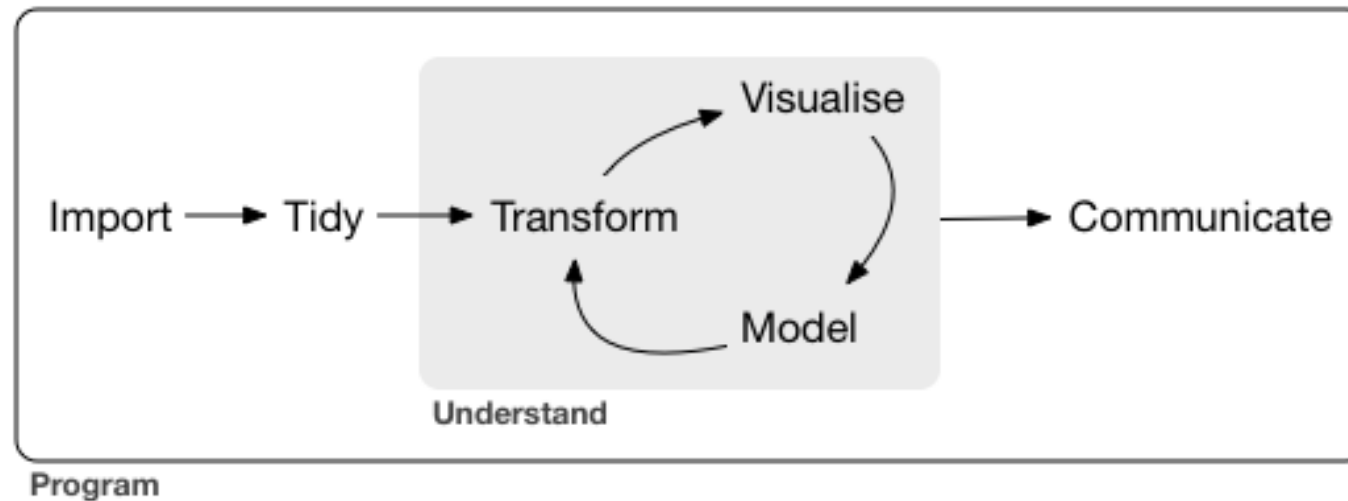 Visualise
Import
Tidy
Transform
Communicate
Model
Understand
Program